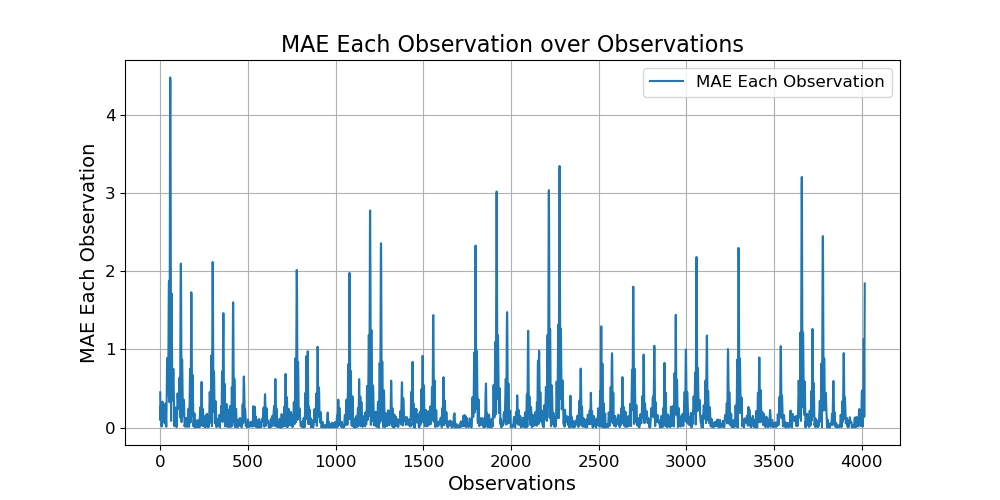 MAE Each Observation over Observations
MAE Each Observation
MAE Each Observation
4
3
2
1
0
0 500 1000 1500 2000 2500 3000 3500 4000
Observations